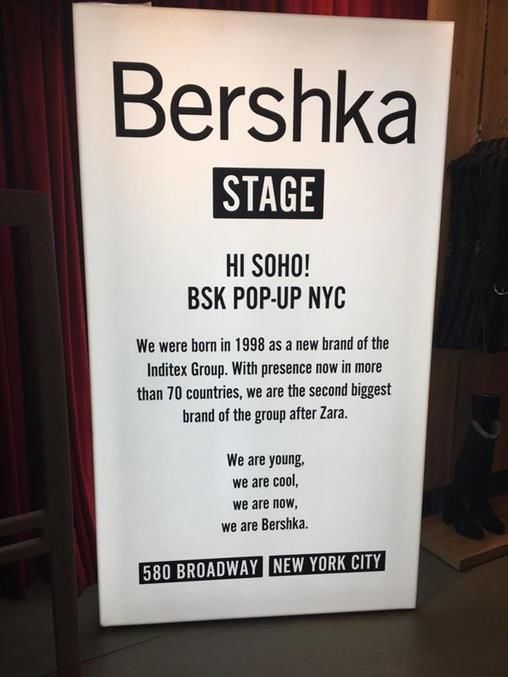 Bershka
STAGE
HI SOHO!
BSK POP-UP NYC
We were born in 1998 as a new brand of the
Inditex Group. With presence now in more
than 70 countries, we are the second biggest
brand of the group after Zara.
We are young,
we are cool,
we are now,
we are Bershka.
580 BROADWAY NEW YORK CITY